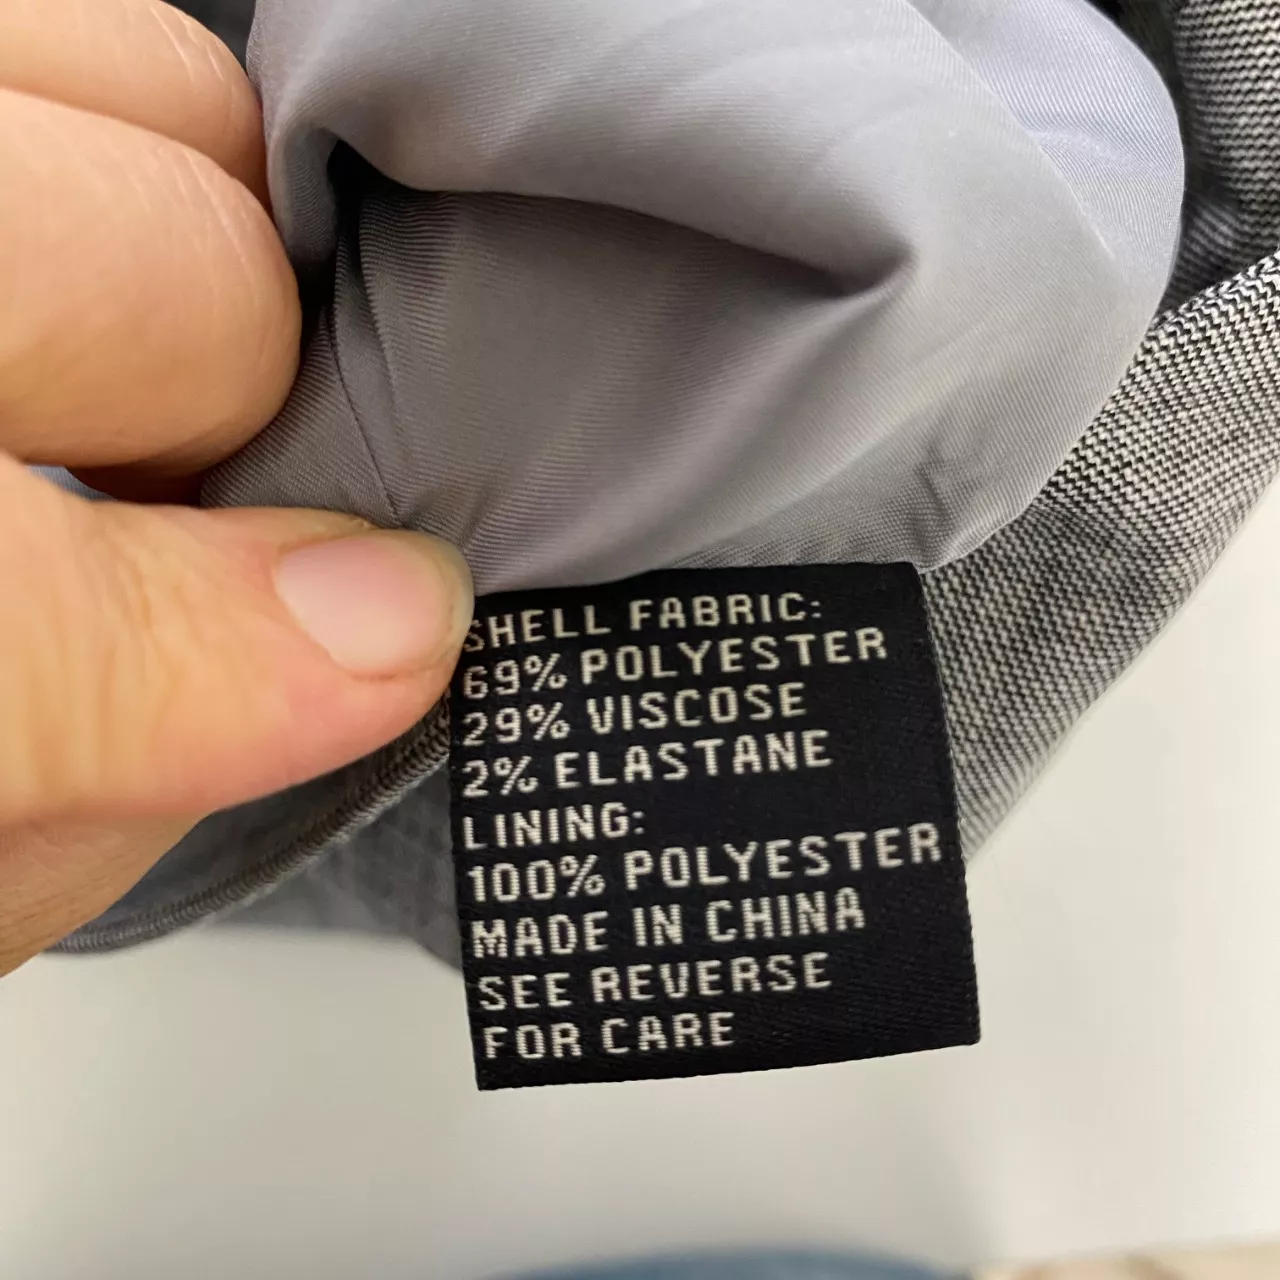 SHELL FABRIC:
69% POLYESTER
29% VISCOSE
2% ELASTANE
LINING:
100% POLYESTER
MADE IN CHINA
SEE REVERSE
FOR CARE